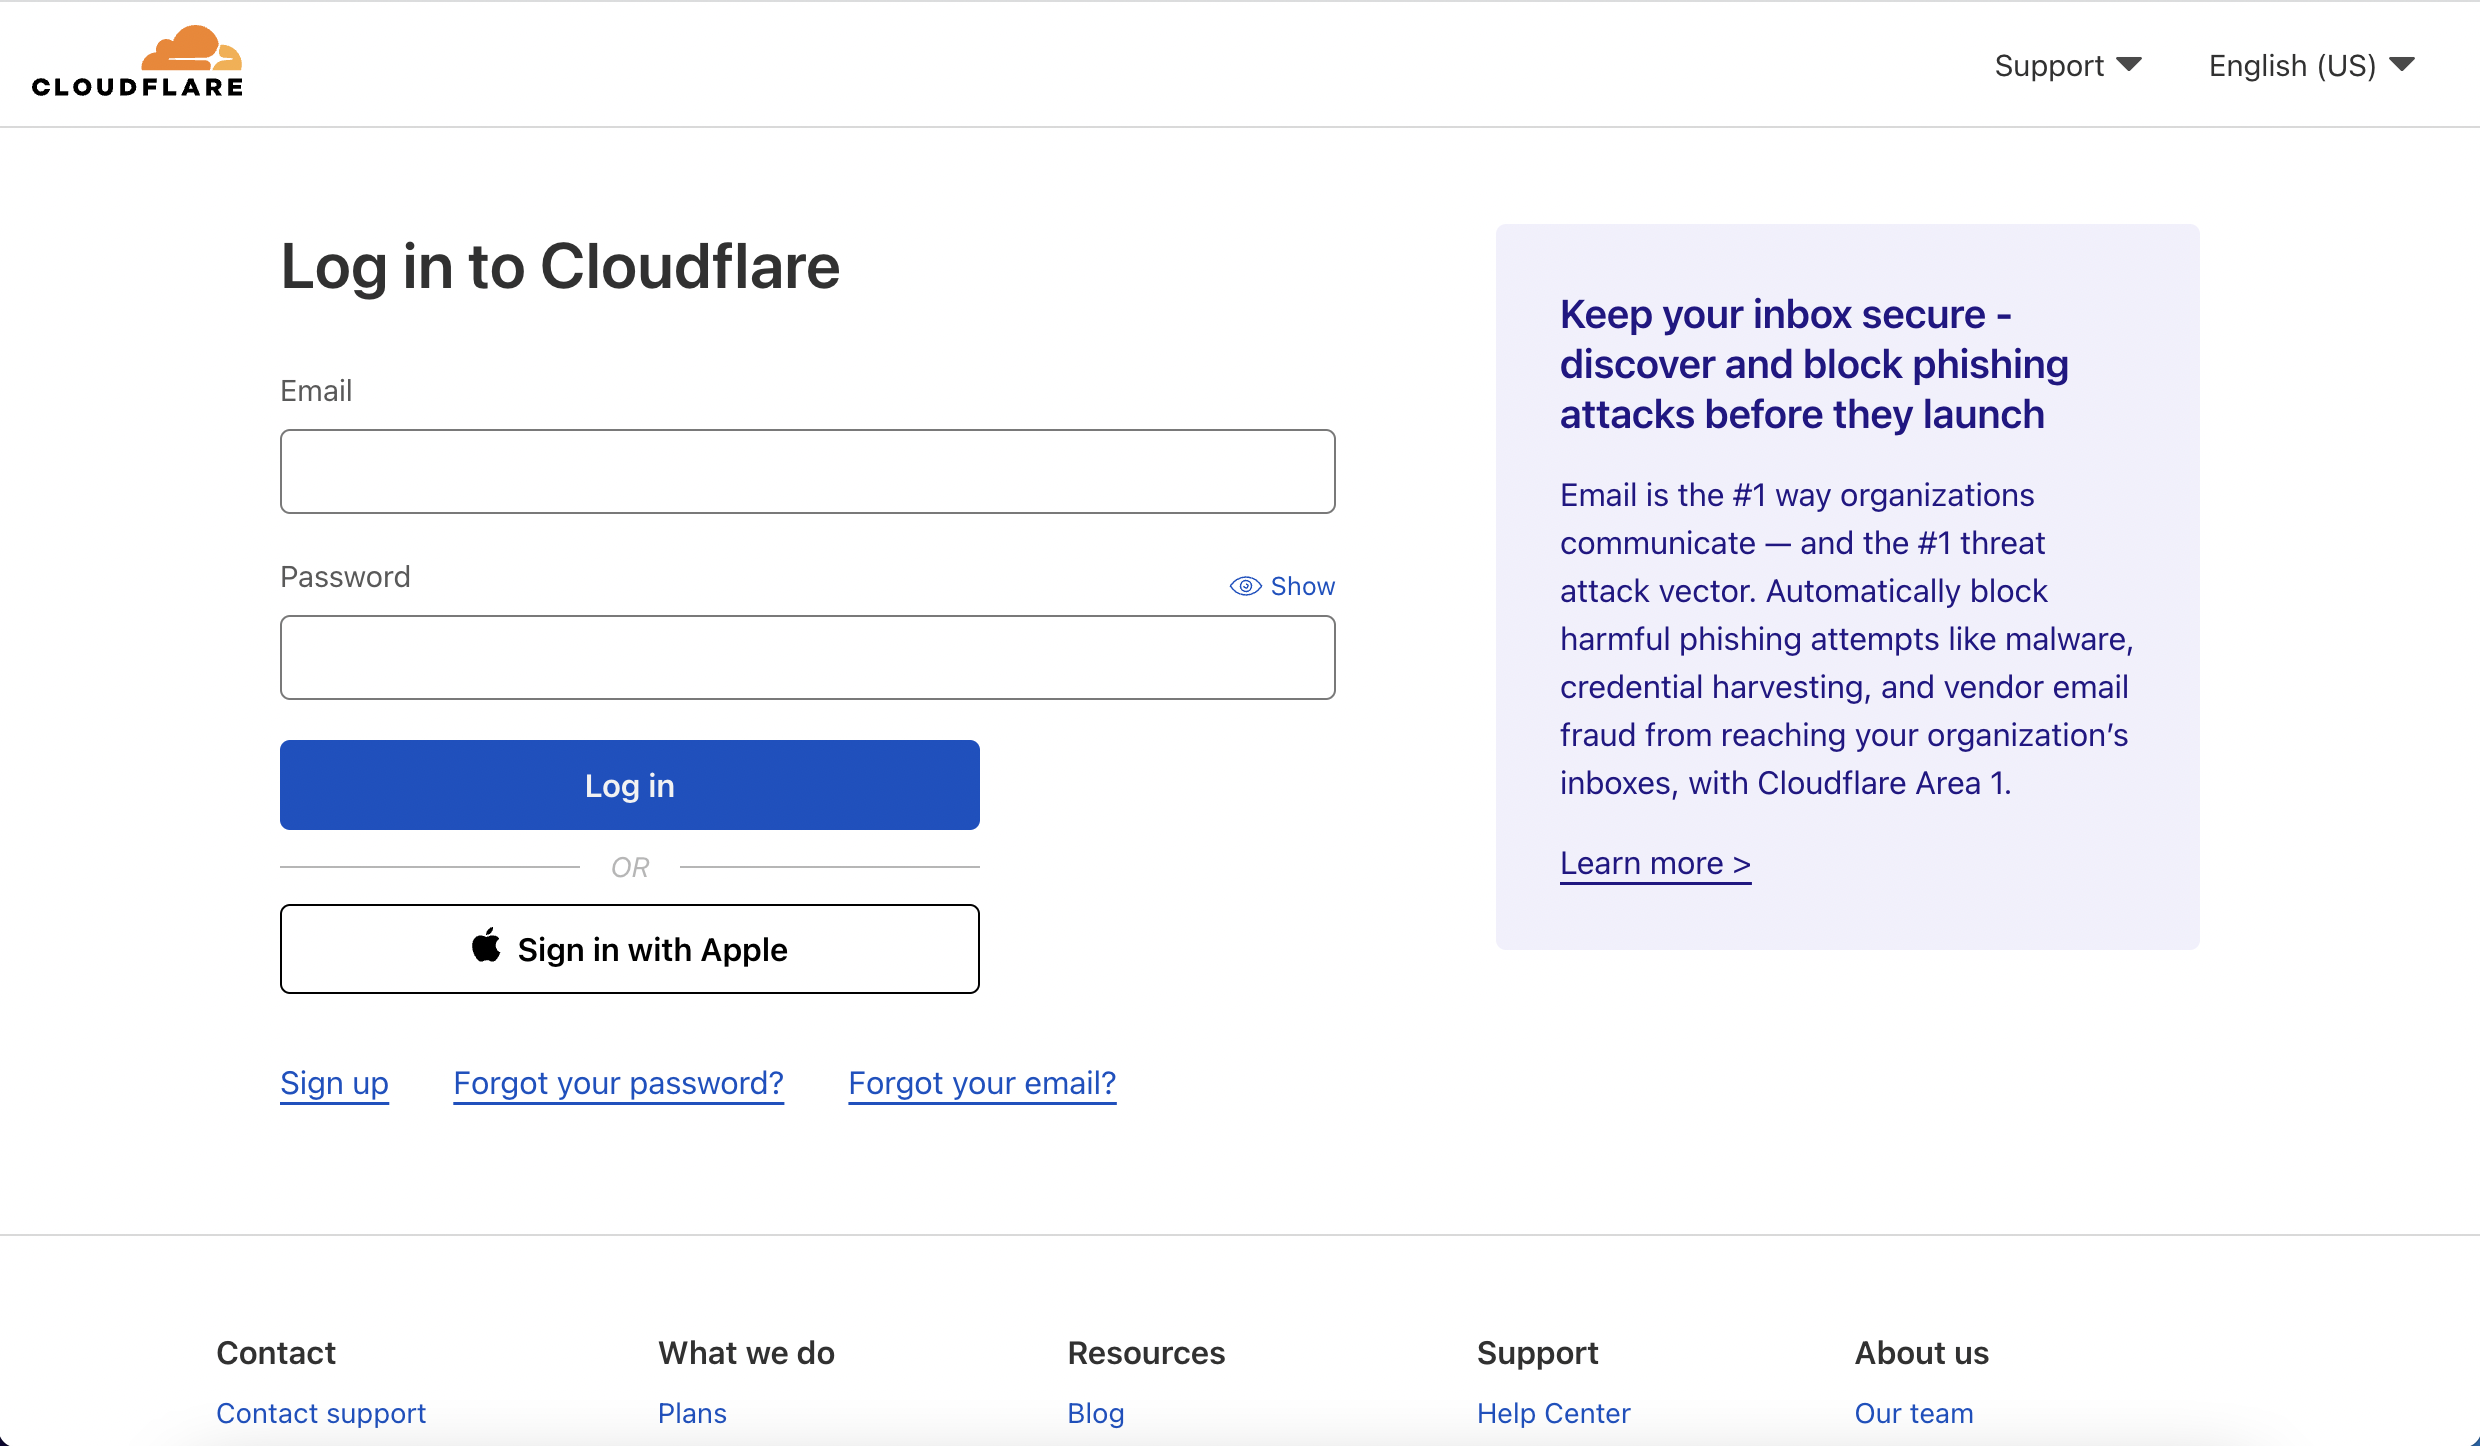 CLOUDFLARE
Support
English (US)
Log in to Cloudflare
Email
Password
Show
Log in
OR
Sign in with Apple
Sign up
Forgot your password?
Forgot your email?
Keep your inbox secure -
discover and block phishing
attacks before they launch
Email is the #1 way organizations
communicate — and the #1 threat
attack vector. Automatically block
harmful phishing attempts like malware,
credential harvesting, and vendor email
fraud from reaching your organization’s
inboxes, with Cloudflare Area 1.
Learn more >
Contact
Contact support
What we do
Plans
Resources
Blog
Support
Help Center
About us
Our team